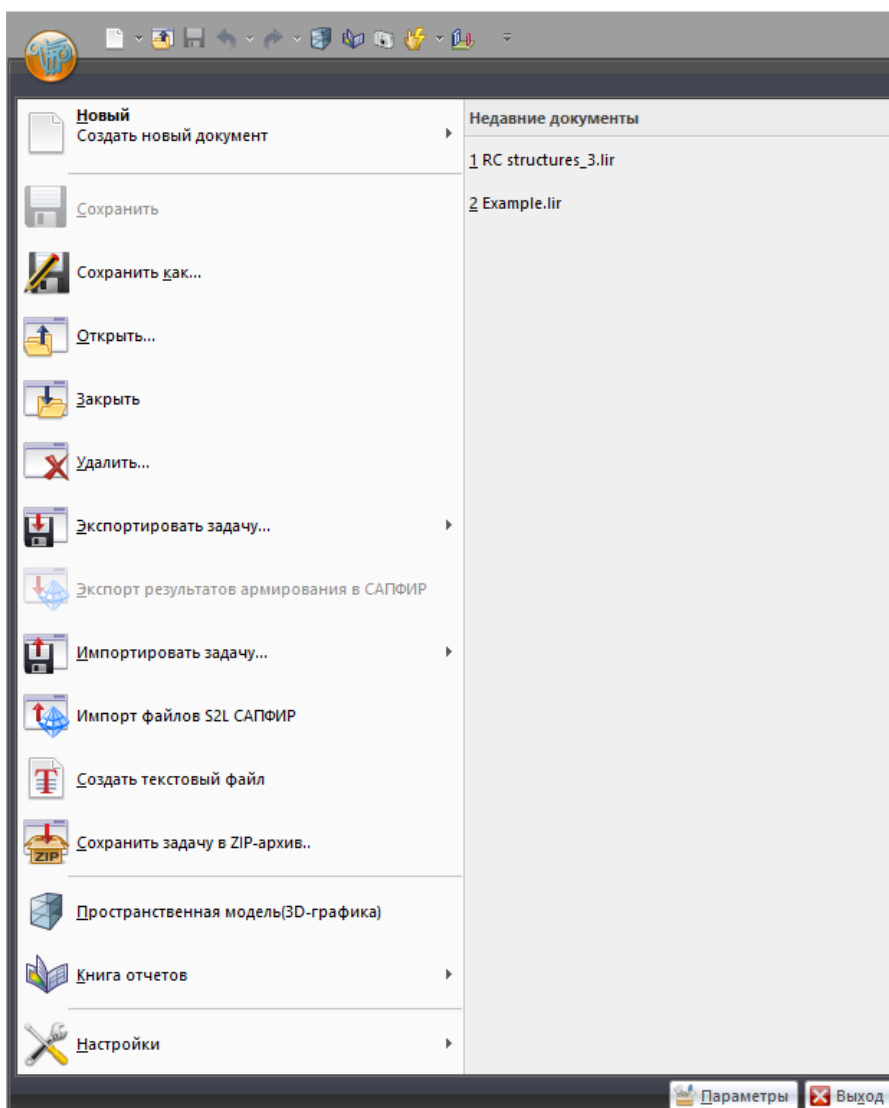 Новый
Создать новый документ
Сохранить
Сохранить как...
Открыть...
Закрыть
Удалить...
Экспортировать задачу...
Экспорт результатов армирования в САПФИР
Импортировать задачу...
Импорт файлов S2L САПФИР
Создать текстовый файл
Сохранить задачу в ZIP-архив..
ZIP
Пространственная модель(3D-графика)
Книга отчетов
Настройки
Недавние документы
1 RC structures_3.lir
2 Example.lir
Параметры
Выход